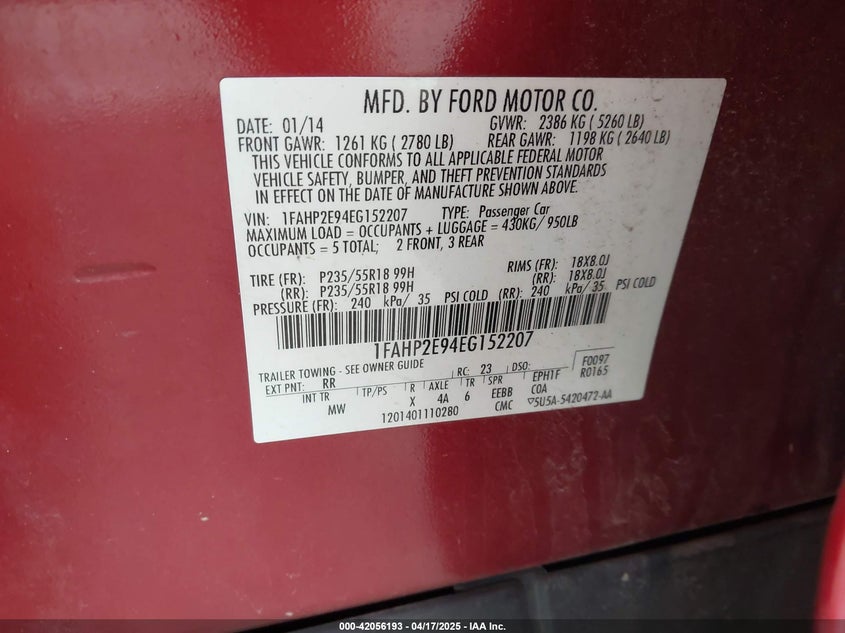 MFD. BY FORD MOTOR CO.
DATE: 01/14 GVWR: 2386 KG ( 5260 LB)
FRONT GAWR: 1261 KG ( 2780 LB) REAR GAWR: 1198 KG ( 2640 LB)
THIS VEHICLE CONFORMS TO ALL APPLICABLE FEDERAL MOTOR
VEHICLE SAFETY, BUMPER, AND THEFT PREVENTION STANDARDS
IN EFFECT ON THE DATE OF MANUFACTURE SHOWN ABOVE.
VIN: 1FAHP2E94EG152207 TYPE: Passenger Car
MAXIMUM LOAD = OCCUPANTS + LUGGAGE = 430KG/ 950LB
OCCUPANTS = 5 TOTAL; 2 FRONT, 3 REAR
TIRE (FR): P235/55R18 99H RIMS (FR): 18X8.0J
(RR): P235/55R18 99H (RR): 18X8.0J
PRESSURE (FR): 240 kPa/ 35 PSI COLD (RR): 240 kPa/ 35 PSI COLD
1FAHP2E94EG152207
TRAILER TOWING - SEE OWNER GUIDE F0097
EXT PNT: RR RC: 23 DSO: R0165
INT TR TP/PS R AXLE TR SPR EPHTF
MW X 4A 6 EEBB COA
1201401110280 CMC ▽5U5A-5420472-AA
000-42056193 - 04/17/2025 - IAA Inc.